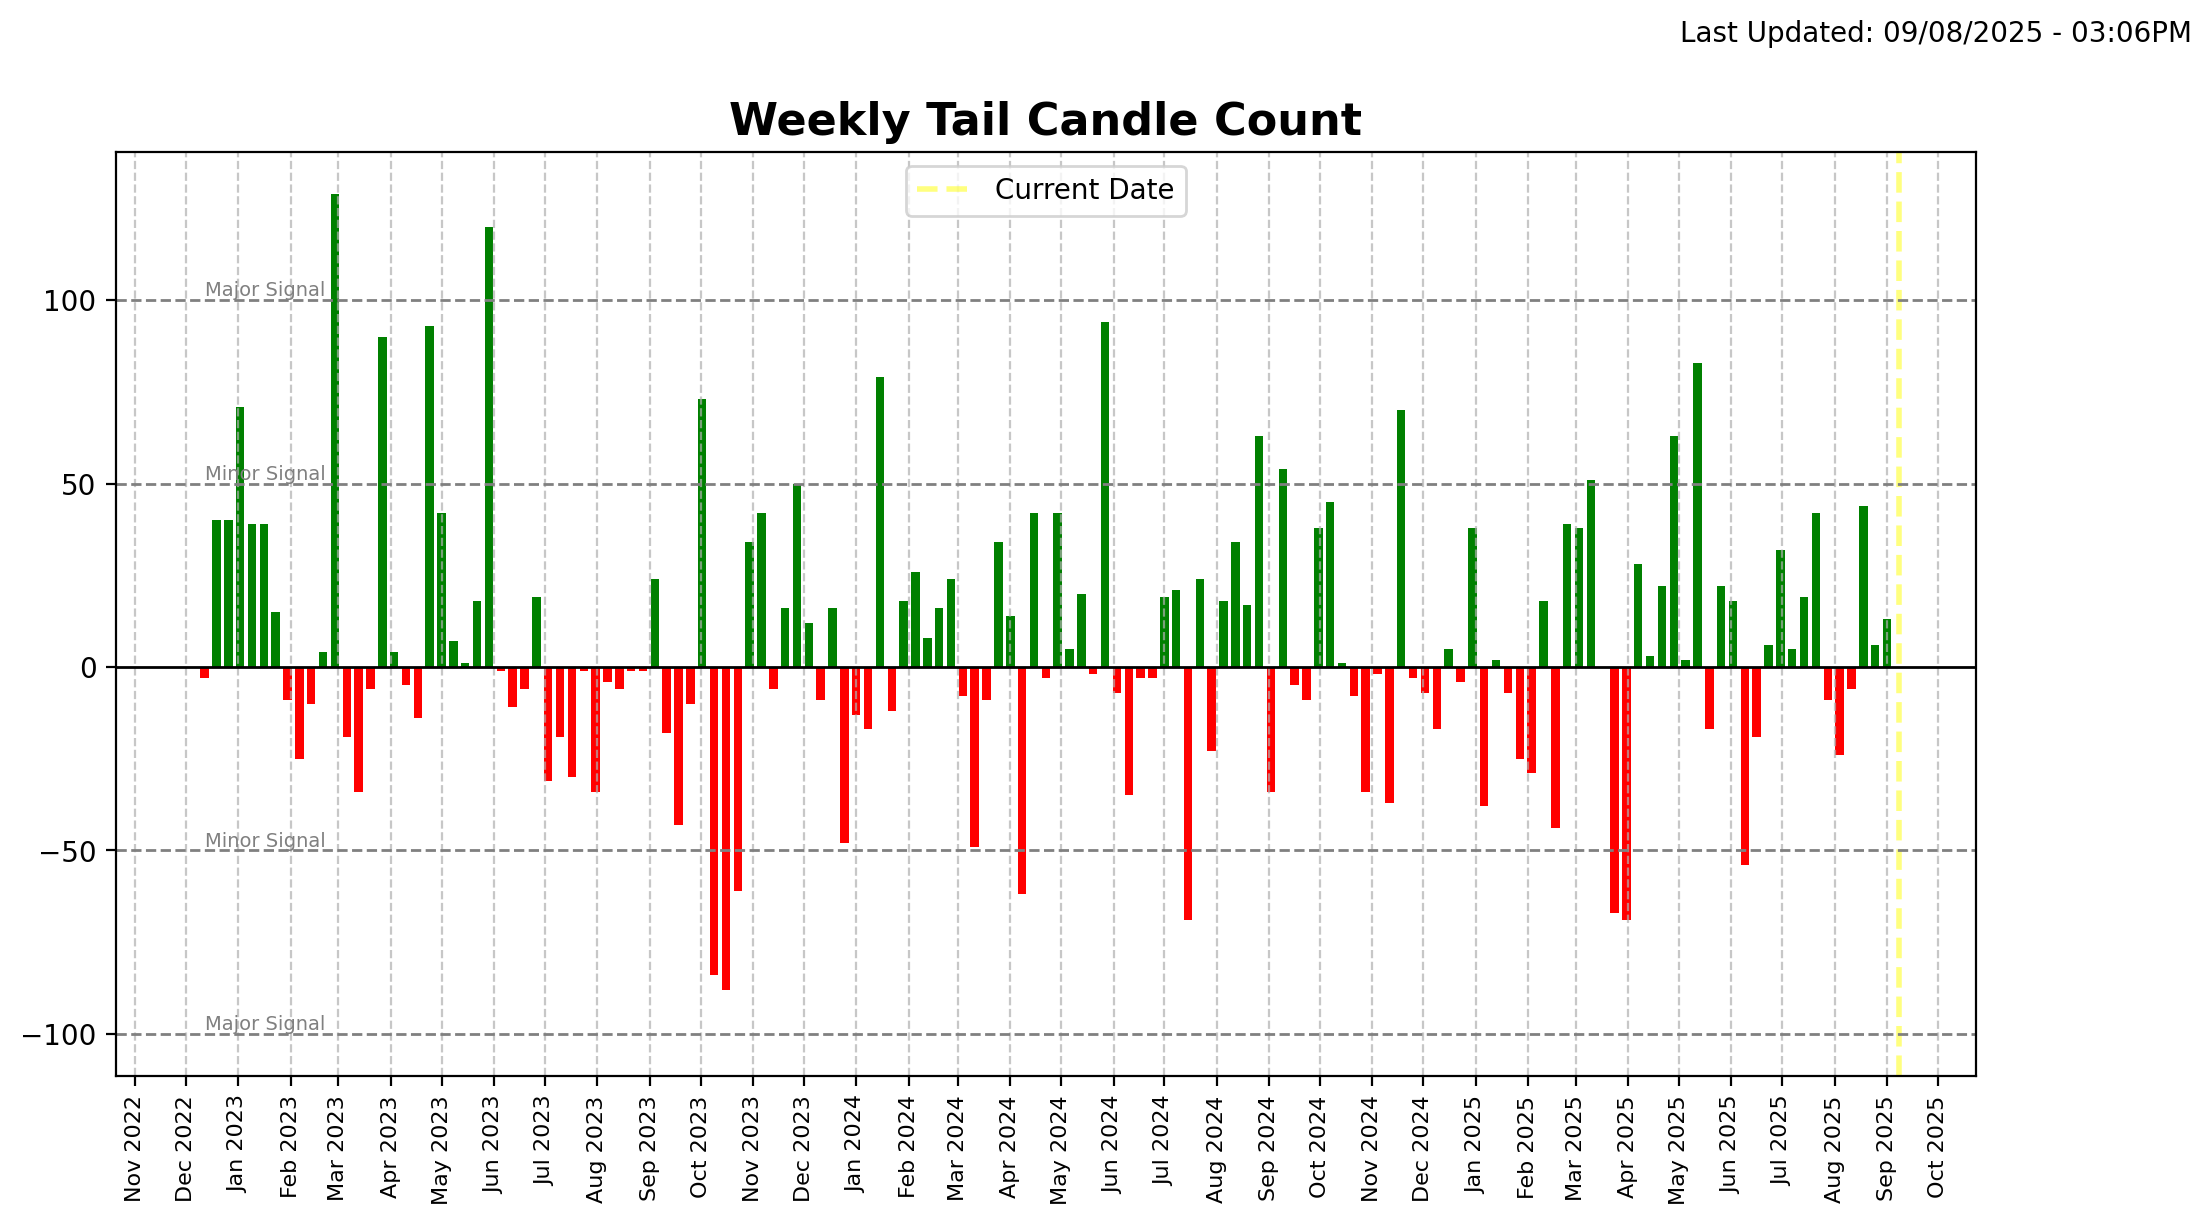 Last Updated: 09/08/2025 - 03:06PM
Weekly Tail Candle Count
Current Date
Major Signal
100
Minor Signal
50
0
Minor Signal
−50
Major Signal
−100
Nov 2022
Dec 2022
Jan 2023
Feb 2023
Mar 2023
Apr 2023
May 2023
Jun 2023
Jul 2023
Aug 2023
Sep 2023
Oct 2023
Nov 2023
Dec 2023
Jan 2024
Feb 2024
Mar 2024
Apr 2024
May 2024
Jun 2024
Jul 2024
Aug 2024
Sep 2024
Oct 2024
Nov 2024
Dec 2024
Jan 2025
Feb 2025
Mar 2025
Apr 2025
May 2025
Jun 2025
Jul 2025
Aug 2025
Sep 2025
Oct 2025